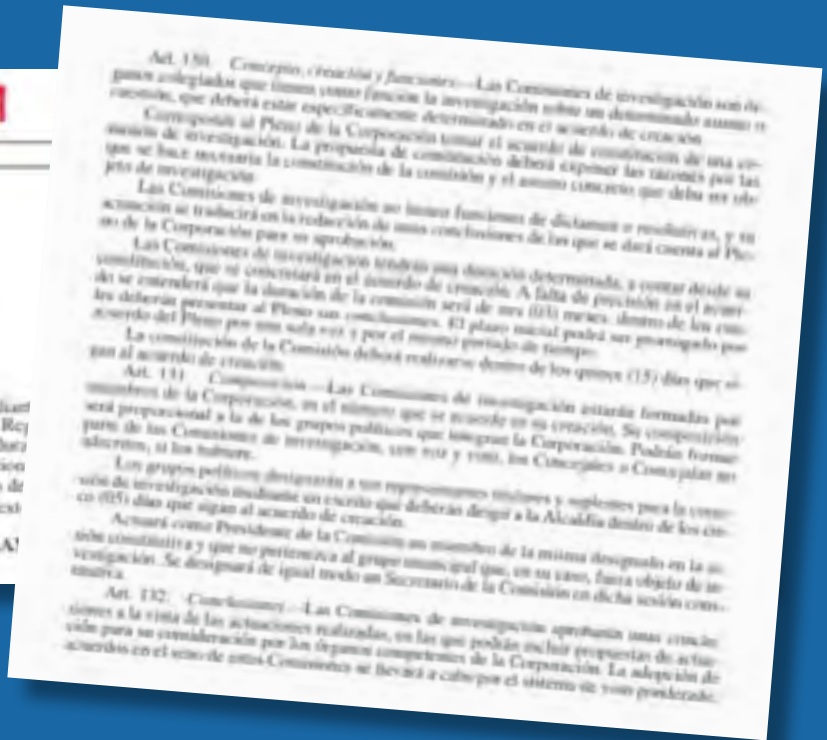 Art. 130. Concepto, creación y funciones.—Las Comisiones de investigación son ór-
ganos colegiados que tienen como función la investigación sobre un determinado asunto o
cuestión, que deberá estar específicamente determinado en el acuerdo de creación.
Corresponde al Pleno de la Corporación tomar el acuerdo de constitución de una co-
misión de investigación. La propuesta de constitución deberá exponer las razones por las
que se hace necesaria la constitución de la comisión y el asunto concreto que deba ser ob-
jeto de investigación.
Las Comisiones de investigación no tienen funciones de dictamen o resolutivas, y su
actuación se traducirá en la redacción de unas conclusiones de las que se dará cuenta al Ple-
no de la Corporación para su aprobación.
Las Comisiones de investigación tendrán una duración determinada, a contar desde su
constitución, que se concretará en el acuerdo de creación. A falta de precisión en el acuer-
do se entenderá que la duración de la comisión será de tres (03) meses, dentro de los cua-
les deberán presentar al Pleno sus conclusiones. El plazo inicial podrá ser prorrogado por
acuerdo del Pleno por una sola vez y por el mismo periodo de tiempo.
La constitución de la Comisión deberá realizarse dentro de los quince (15) días que si-
gan al acuerdo de creación.
Art. 131. Composición.—Las Comisiones de investigación estarán formadas por
miembros de la Corporación, en el número que se acuerde en su creación. Su composición
será proporcional a la de los grupos políticos que integran la Corporación. Podrán formar
parte de las Comisiones de investigación, con voz y voto, los Concejales o Concejalas no
adscritos, si los hubiere.
Los grupos políticos designarán a sus representantes titulares y suplentes para la comi-
sión de investigación mediante un escrito que deberán dirigir a la Alcaldía dentro de los cin-
co (05) días que sigan al acuerdo de creación.
Actuará como Presidente de la Comisión un miembro de la misma designado en la se-
sión constitutiva y que no pertenezca al grupo municipal que, en su caso, fuera objeto de in-
vestigación. Se designará de igual modo un Secretario de la Comisión en dicha sesión cons-
titutiva.
Art. 132. Conclusiones.—Las Comisiones de investigación aprobarán unas conclu-
siones a la vista de las actuaciones realizadas, en las que podrán incluir propuestas de actua-
ción para su consideración por los órganos competentes de la Corporación. La adopción de
acuerdos en el seno de estas Comisiones se llevará a cabo por el sistema de voto ponderado.